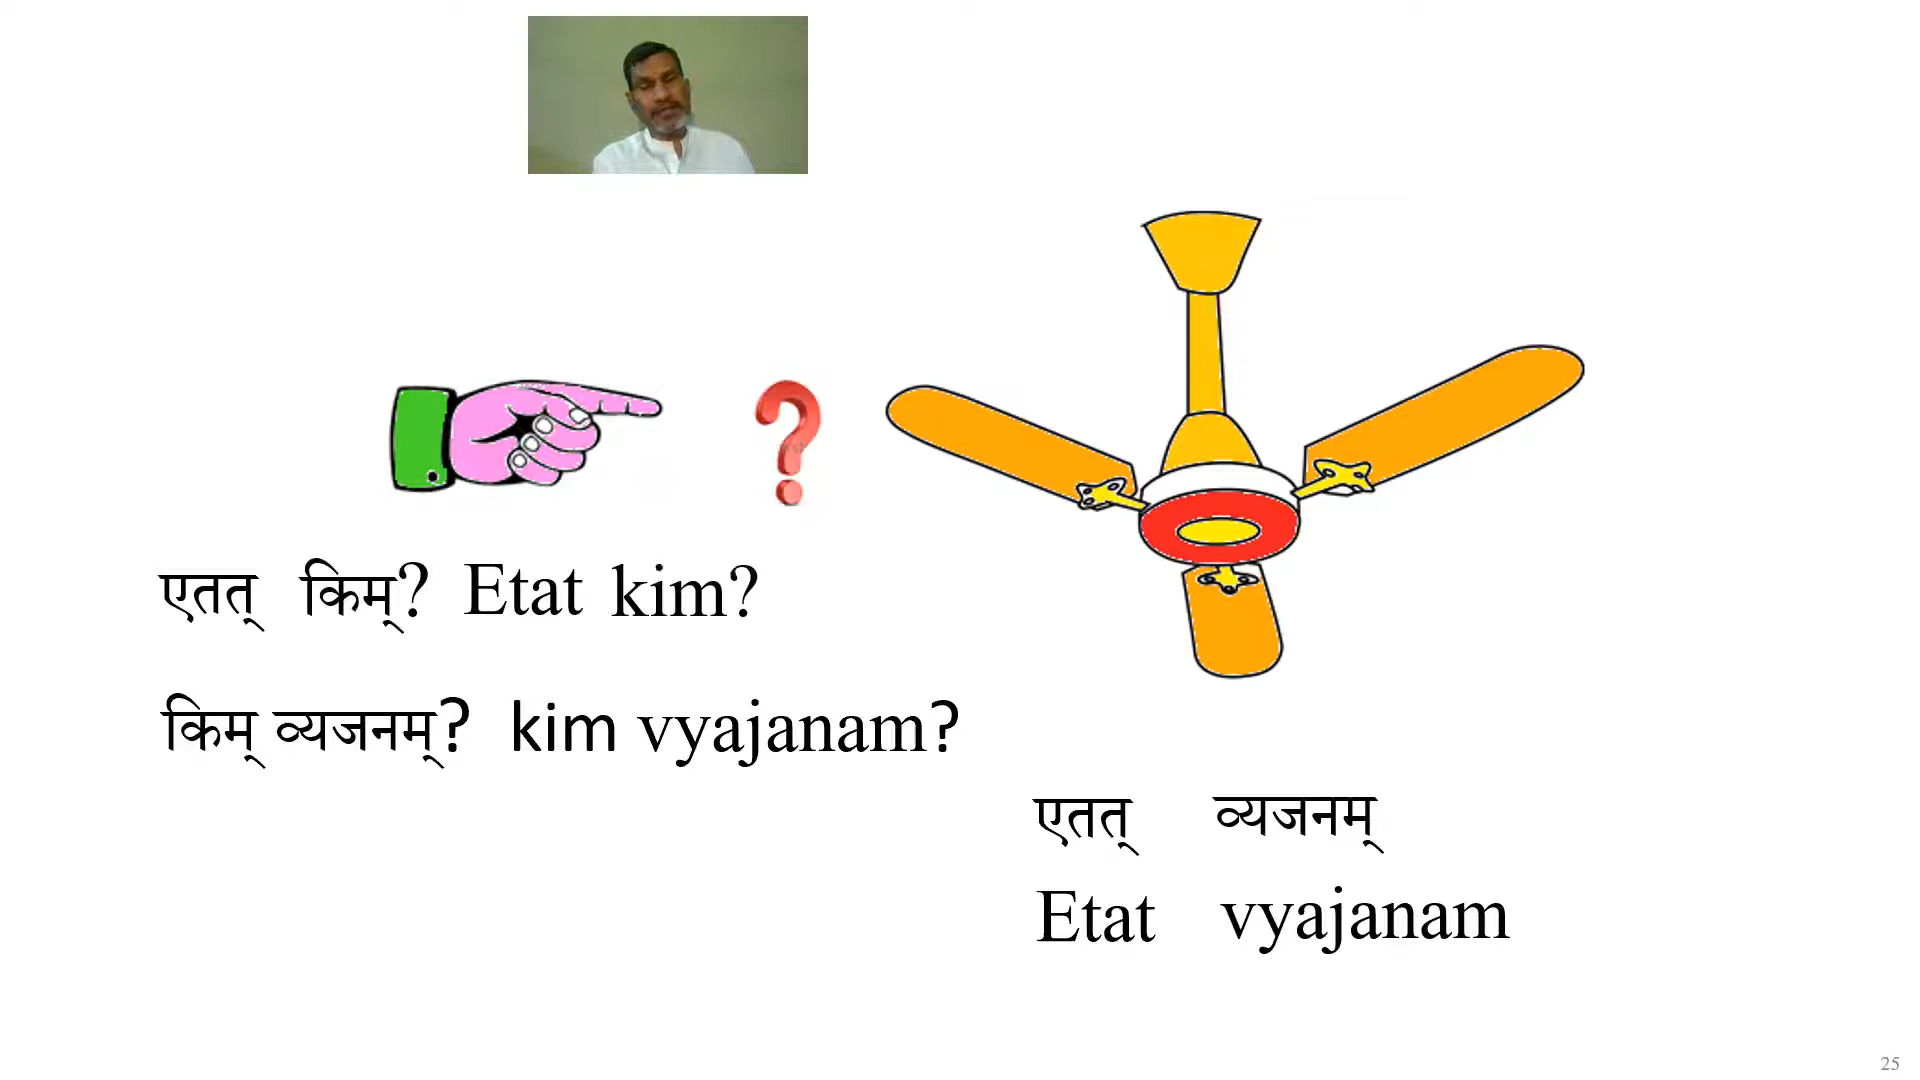 एतत् किम्? Etat kim?
किम् व्यजनम्? kim vyajanam?
एतत् व्यजनम्
Etat vyajanam
25